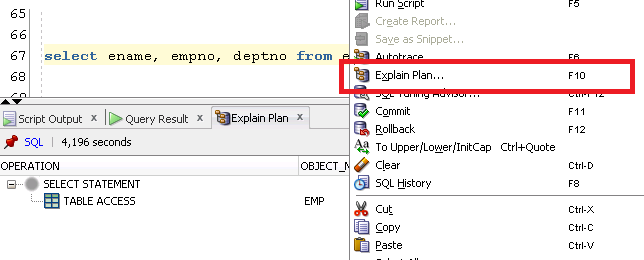 65
66
67 select ename, empno, deptno from e
68
Script Output x Query Result x Explain Plan x
SQL | 4,196 seconds
OPERATION OBJECT_N
SELECT STATEMENT
TABLE ACCESS EMP
Run Script F5
Create Report...
Save as Snippet...
Autotrace F6
Explain Plan... F10
SQL Tuning Advisor... Ctrl-F12
Commit F11
Rollback F12
To Upper/Lower/InitCap Ctrl+Quote
Clear Ctrl-D
SQL History F8
Cut Ctrl-X
Copy Ctrl-C
Paste Ctrl-V